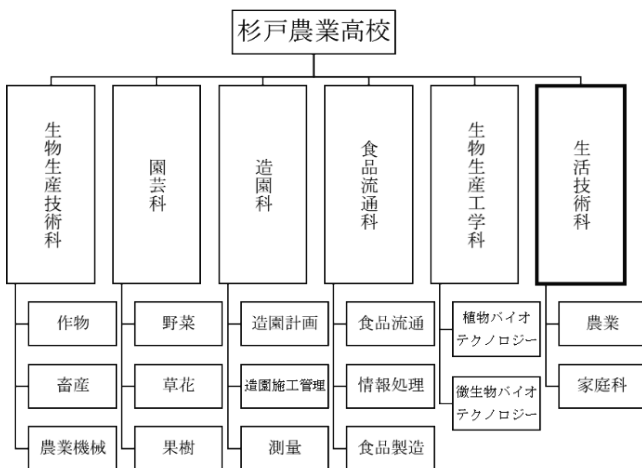 杉戸農業高校
生物生産技術科
園芸科
造園科
食品流通科
生物生産工学科
生活技術科
作物
野菜
造園計画
食品流通
植物バイオ
テクノロジー
農業
畜産
草花
造園施工管理
情報処理
微生物バイオ
テクノロジー
家庭科
農業機械
果樹
測量
食品製造